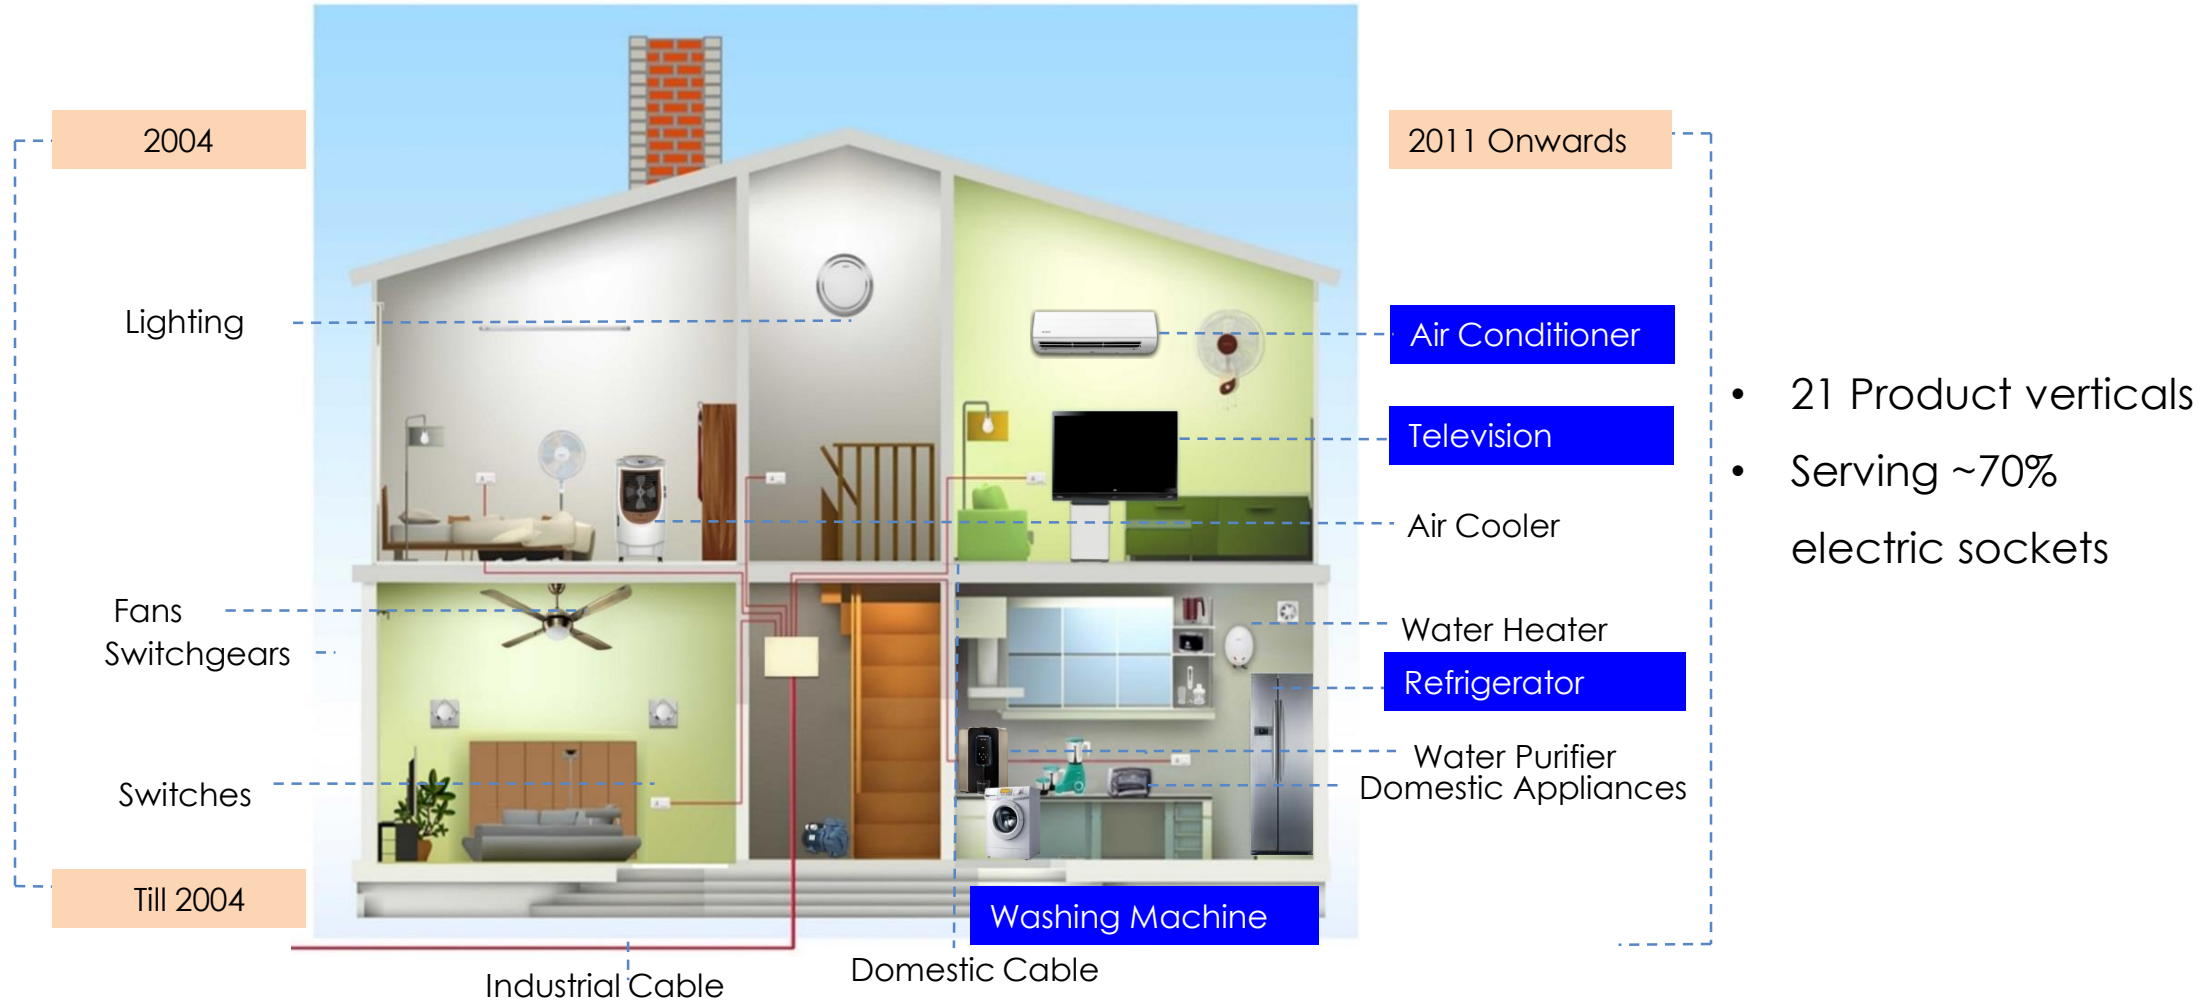 2004
2011 Onwards
Lighting
Air Conditioner
Television
Air Cooler
Fans
Switchgears
Switches
Till 2004
Water Heater
Refrigerator
Water Purifier
Domestic Appliances
Washing Machine
Industrial Cable
Domestic Cable
• 21 Product verticals
• Serving ~70%
electric sockets